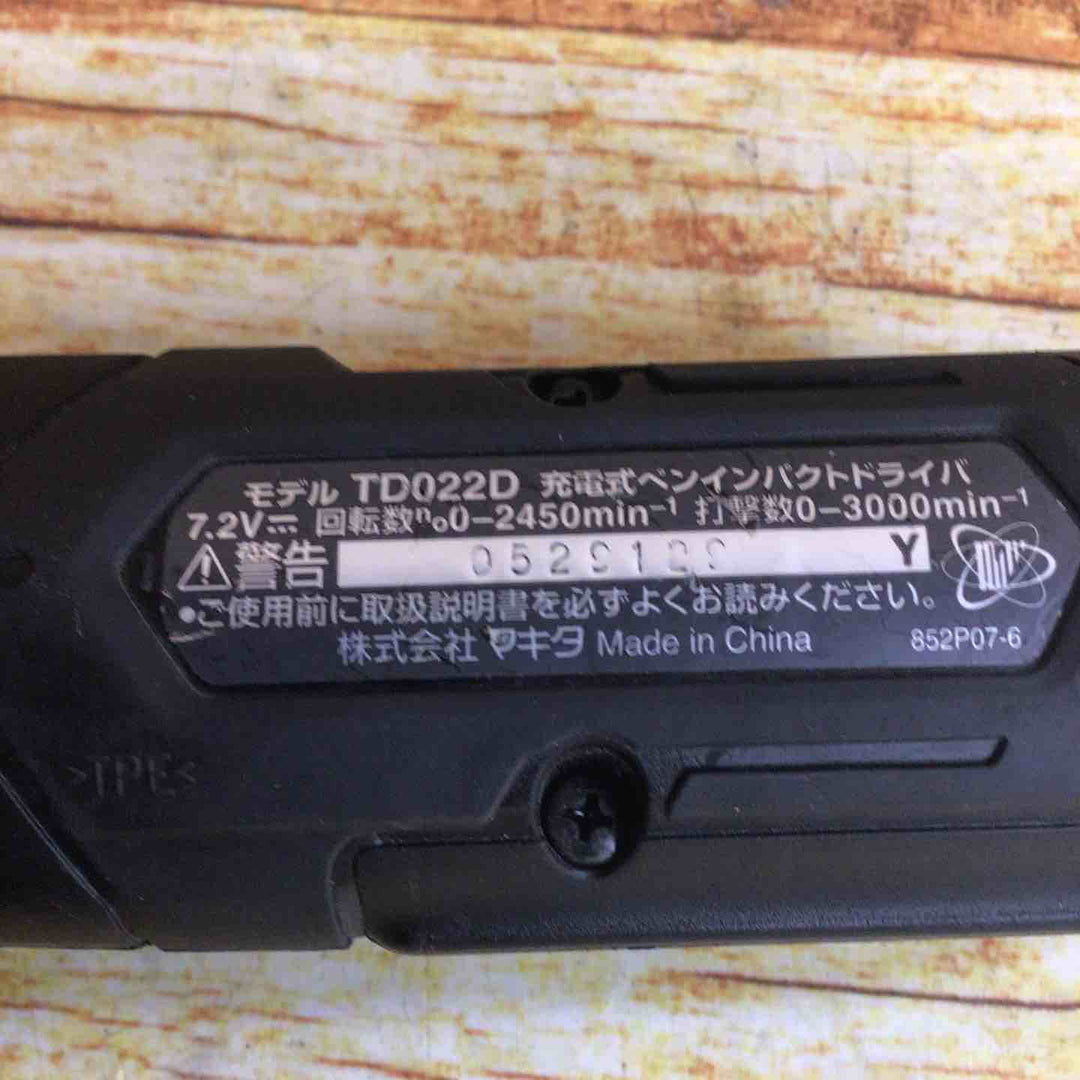 モデル TD022D 充電式ペンインパクトドライバ
7.2V⎓ 回転数n₀0-2450min⁻¹ 打撃数0-3000min⁻¹
⚠警告 Y
•ご使用前に取扱説明書を必ずよくお読みください。
株式会社 マキタ Made in China 852P07-6
>TPE<